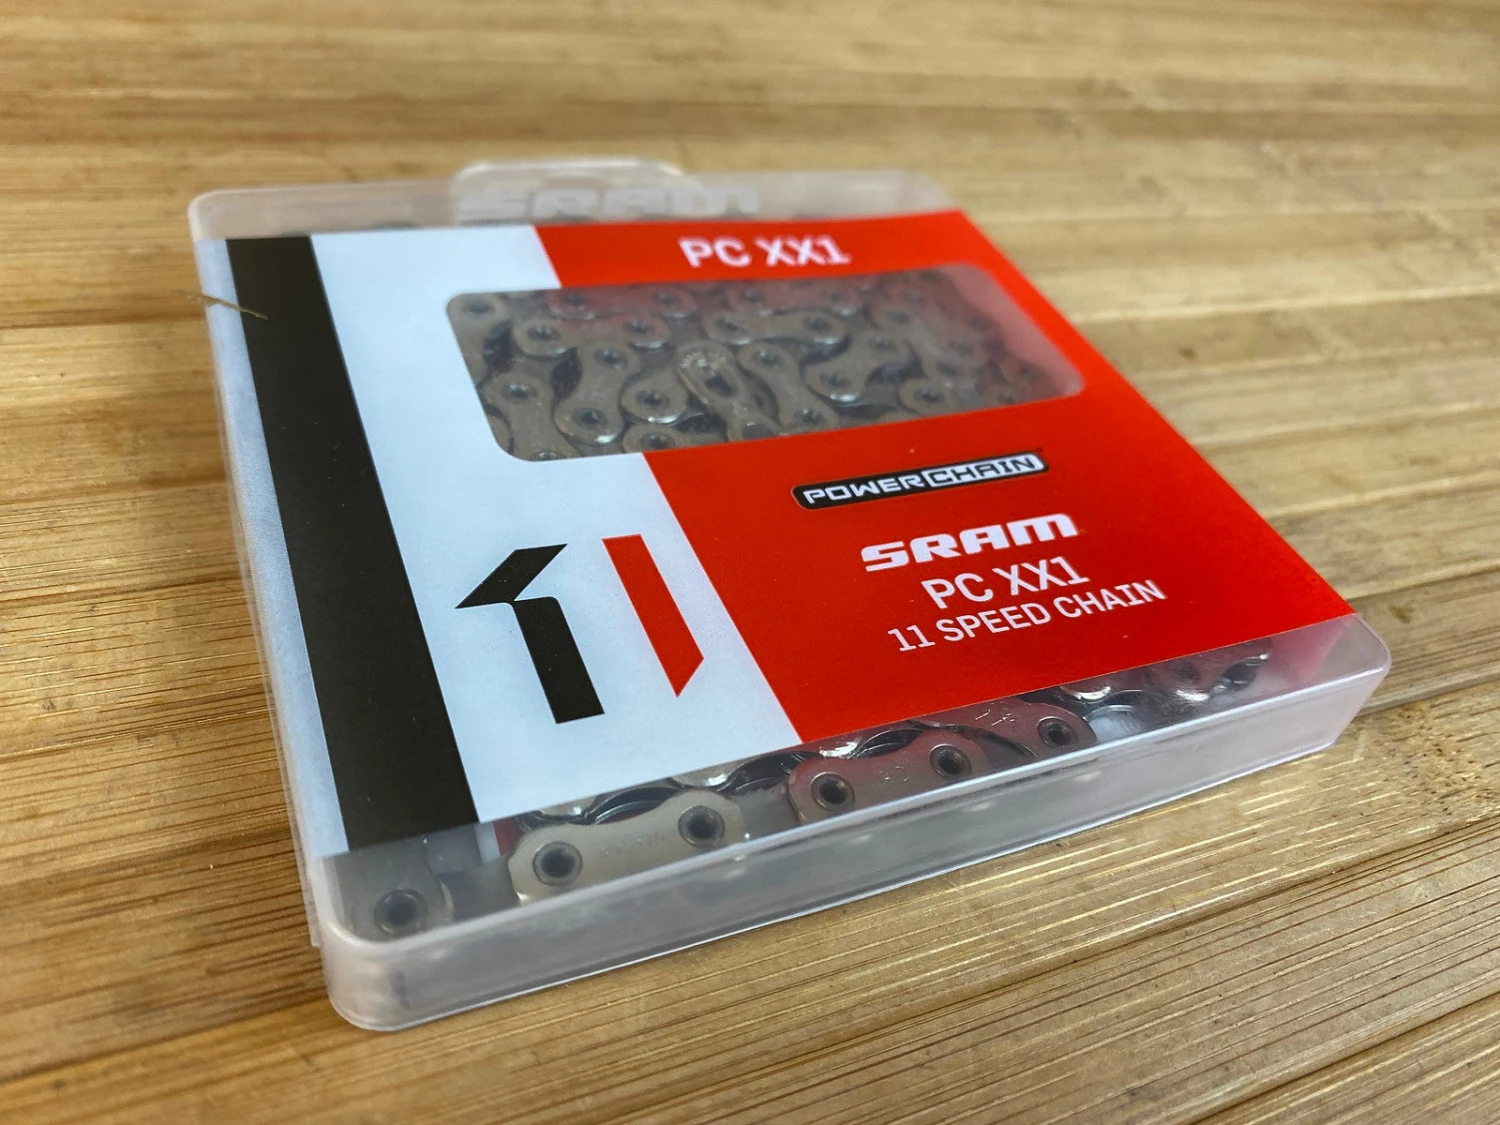 SRAM
PC XX1
POWERCHAIN
SRAM
PC XX1
11 SPEED CHAIN